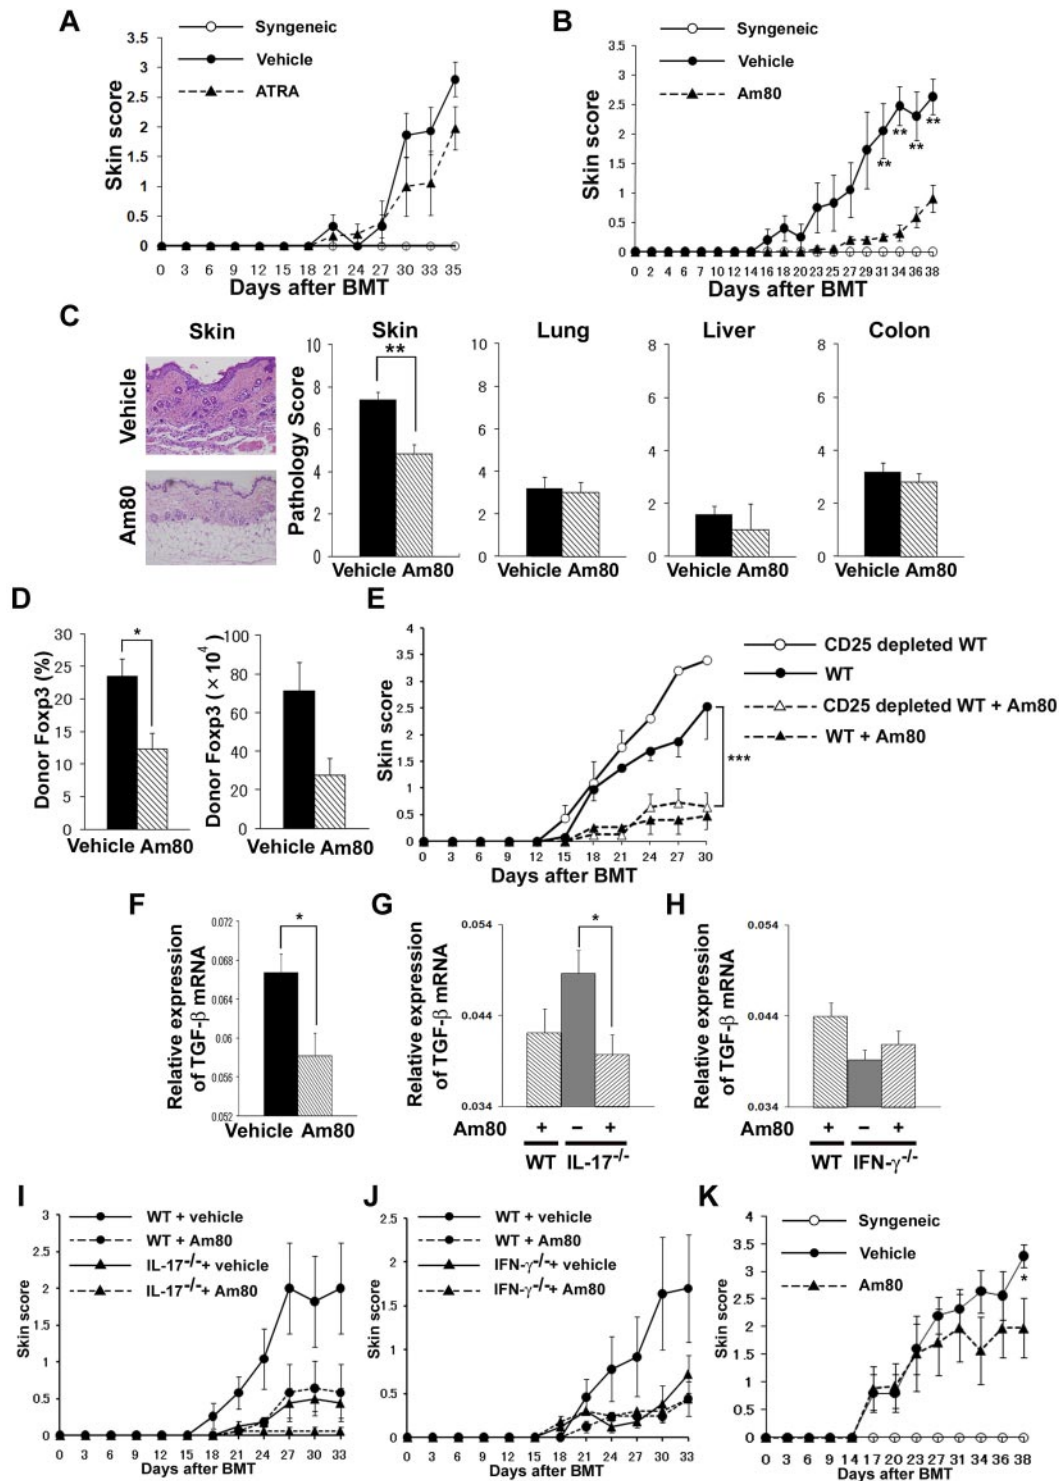 A
Syngeneic
Vehicle
ATRA
Skin score
3.5
3
2.5
2
1.5
1
0.5
0
0 3 6 9 12 15 18 21 24 27 30 33 35
Days after BMT
B
Syngeneic
Vehicle
Am80
Skin score
3.5
3
2.5
2
1.5
1
0.5
0
** ** ** **
0 2 4 6 7 10 12 14 16 18 20 23 25 27 29 31 34 36 38
Days after BMT
C
Skin
Vehicle
Am80
Skin
Pathology Score
10
8
6
4
2
0
**
Vehicle Am80
Lung
10
8
6
4
2
0
Vehicle Am80
Liver
8
6
4
2
0
Vehicle Am80
Colon
8
6
4
2
0
Vehicle Am80
D
Donor Foxp3 (%)
30
25
20
15
10
5
0
*
Vehicle Am80
Donor Foxp3 (×10⁴)
100
80
60
40
20
0
Vehicle Am80
E
Skin score
4
3.5
3
2.5
2
1.5
1
0.5
0
0 3 6 9 12 15 18 21 24 27 30
Days after BMT
CD25 depleted WT
WT
CD25 depleted WT + Am80
WT + Am80
***
F
Relative expression
of TGF-β mRNA
0.072
0.068
0.064
0.06
0.056
0.052
*
Vehicle Am80
G
Relative expression
of TGF-β mRNA
0.054
0.044
0.034
*
Am80 + − +
WT IL-17⁻/⁻
H
Relative expression
of TGF-β mRNA
0.054
0.044
0.034
Am80 + − +
WT IFN-γ⁻/⁻
I
WT + vehicle
WT + Am80
IL-17⁻/⁻+ vehicle
IL-17⁻/⁻+ Am80
Skin score
3
2.5
2
1.5
1
0.5
0
0 3 6 9 12 15 18 21 24 27 30 33
Days after BMT
J
WT + vehicle
WT + Am80
IFN-γ⁻/⁻+ vehicle
IFN-γ⁻/⁻+ Am80
Skin score
2.5
2
1.5
1
0.5
0
0 3 6 9 12 15 18 21 24 27 30 33
Days after BMT
K
Syngeneic
Vehicle
Am80
Skin score
4
3.5
3
2.5
2
1.5
1
0.5
0
*
0 3 6 9 14 17 20 23 27 31 34 36 38
Days after BMT